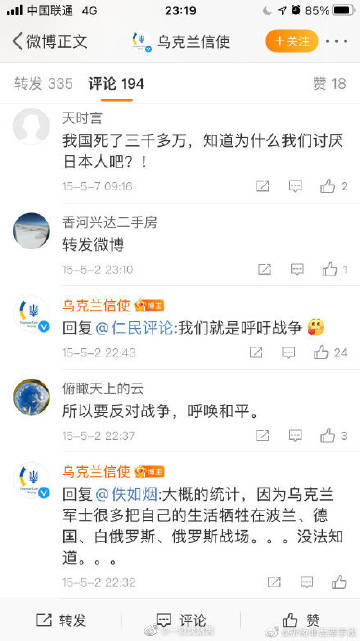 中国联通 4G 23:19 85%
微博正文 乌克兰信使 +关注
转发 335 评论 194 赞 18
天时言
我国死了三千多万，知道为什么我们讨厌
日本人吧？！
15-5-7 09:16 2
香河兴达二手房
转发微博
15-5-2 23:10 1
乌克兰信使
回复@仁民评论:我们就是呼吁战争
15-5-2 22:43 24
俯瞰天上的云
所以要反对战争，呼唤和平。
15-5-2 22:37 3
乌克兰信使
回复@佚如烟:大概的统计，因为乌克兰
军士很多把自己的生活牺牲在波兰、德
国、白俄罗斯、俄罗斯战场。。。没法知
道。。。
15-5-2 22:32
转发 评论 赞